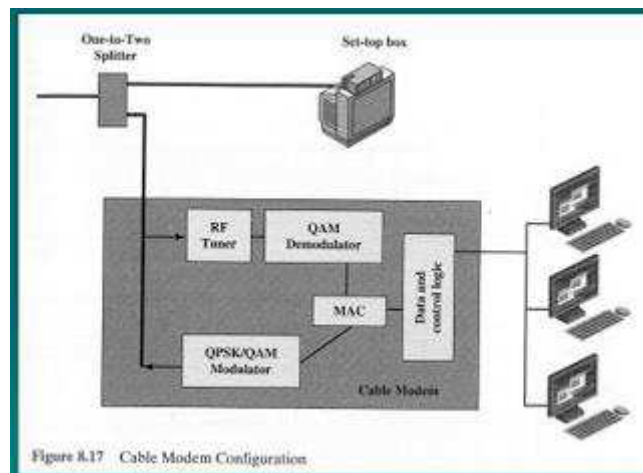 One-to-Two
Splitter
Set-top box
RF
Tuner
QAM
Demodulator
Data and
control logic
MAC
QPSK/QAM
Modulator
Cable Modem
Figure 8.17 Cable Modem Configuration